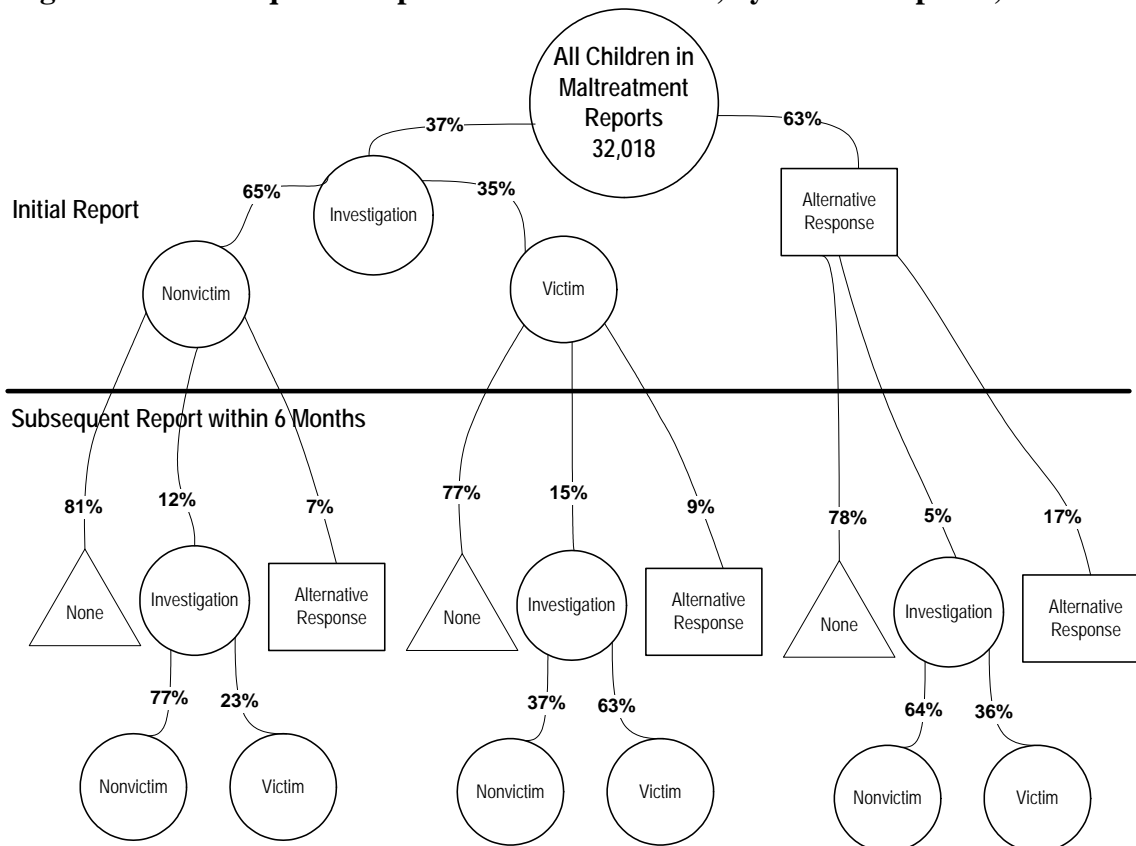 All Children in
Maltreatment
Reports
32,018
37%
63%
65%
35%
Initial Report
Investigation
Alternative
Response
Nonvictim
Victim
Subsequent Report within 6 Months
81%
12%
7%
77%
15%
9%
78%
5%
17%
None
Investigation
Alternative
Response
None
Investigation
Alternative
Response
None
Investigation
Alternative
Response
77%
23%
37%
63%
64%
36%
Nonvictim
Victim
Nonvictim
Victim
Nonvictim
Victim